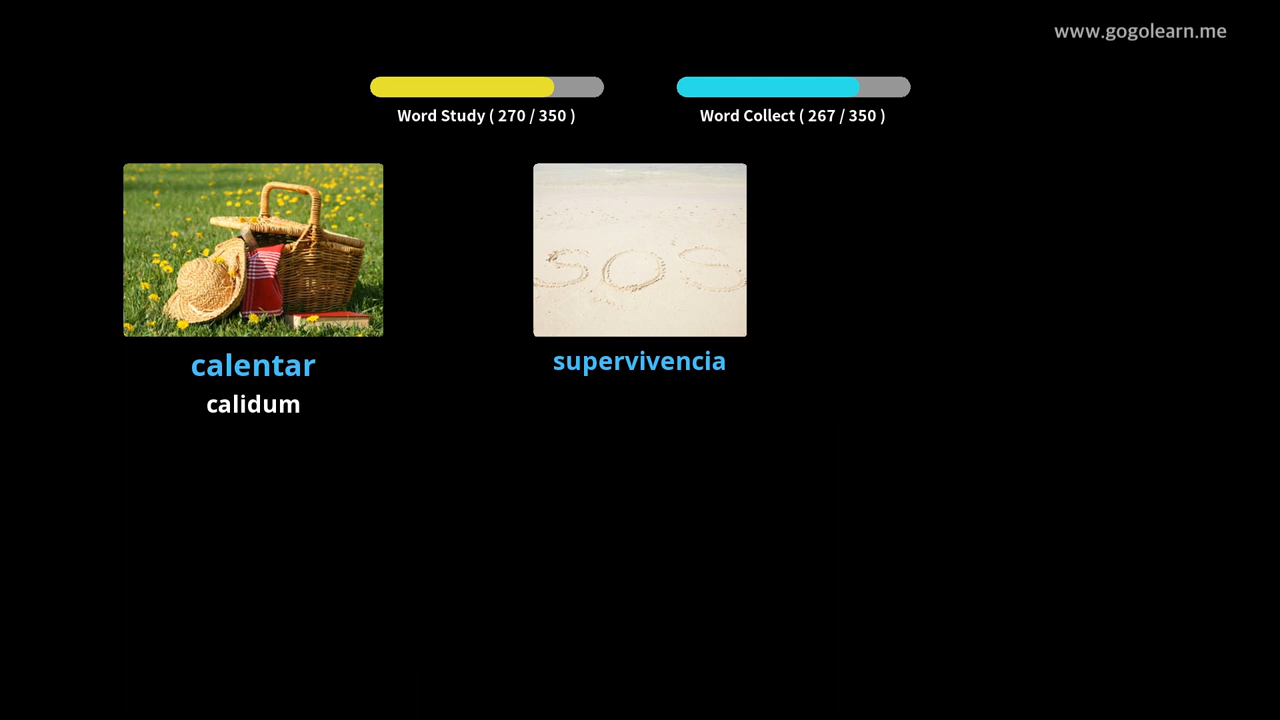 www.gogolearn.me
Word Study ( 270 / 350 )
Word Collect ( 267 / 350 )
SOS
calentar
supervivencia
calidum